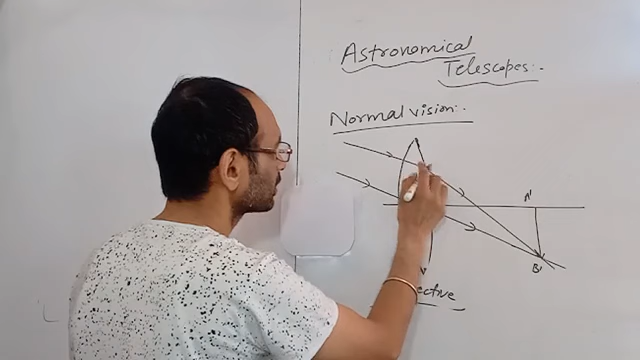 Astronomical
Telescopes:-
Normal vision:-
A'
B'
ective